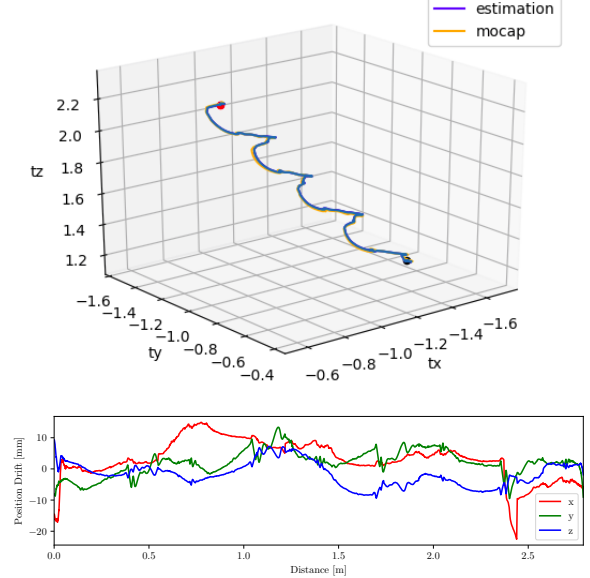 estimation
mocap
2.2
2.0
1.8
1.6
1.4
1.2
tz
−1.6
−1.4
−1.2
−1.0
−0.8
−0.6
−0.4
ty
−0.6
−0.8
−1.0
−1.2
−1.4
−1.6
tx
Position Drift [mm]
10
0
−10
−20
0.0 0.5 1.0 1.5 2.0 2.5
Distance [m]
x
y
z